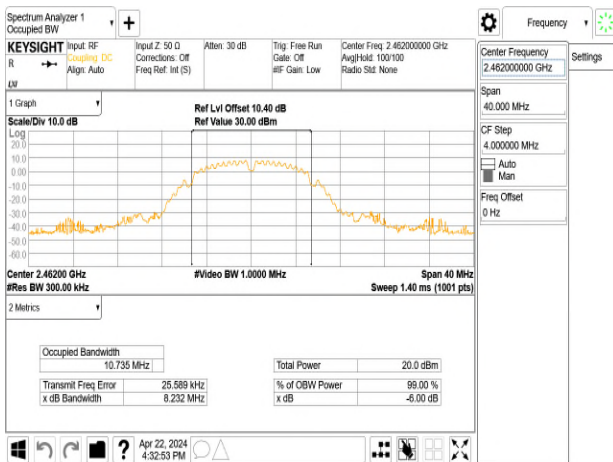 Spectrum Analyzer 1
Occupied BW
+
Frequency
KEYSIGHT
R
Input: RF
Coupling: DC
Align: Auto
Input Z: 50 Ω
Corrections: Off
Freq Ref: Int (S)
Atten: 30 dB
Trig: Free Run
Gate: Off
#IF Gain: Low
Center Freq: 2.462000000 GHz
Avg|Hold: 100/100
Radio Std: None
Center Frequency
2.462000000 GHz
Settings
Span
40.000 MHz
CF Step
4.000000 MHz
Auto
Man
Freq Offset
0 Hz
1 Graph
Scale/Div 10.0 dB
Ref Lvl Offset 10.40 dB
Ref Value 30.00 dBm
Log
20.0
10.0
0.00
-10.0
-20.0
-30.0
-40.0
-50.0
-60.0
Center 2.46200 GHz
#Res BW 300.00 kHz
#Video BW 1.0000 MHz
Span 40 MHz
Sweep 1.40 ms (1001 pts)
2 Metrics
Occupied Bandwidth
10.735 MHz
Total Power 20.0 dBm
Transmit Freq Error 25.589 kHz
% of OBW Power 99.00 %
x dB Bandwidth 8.232 MHz
x dB -6.00 dB
?
Apr 22, 2024
4:32:53 PM